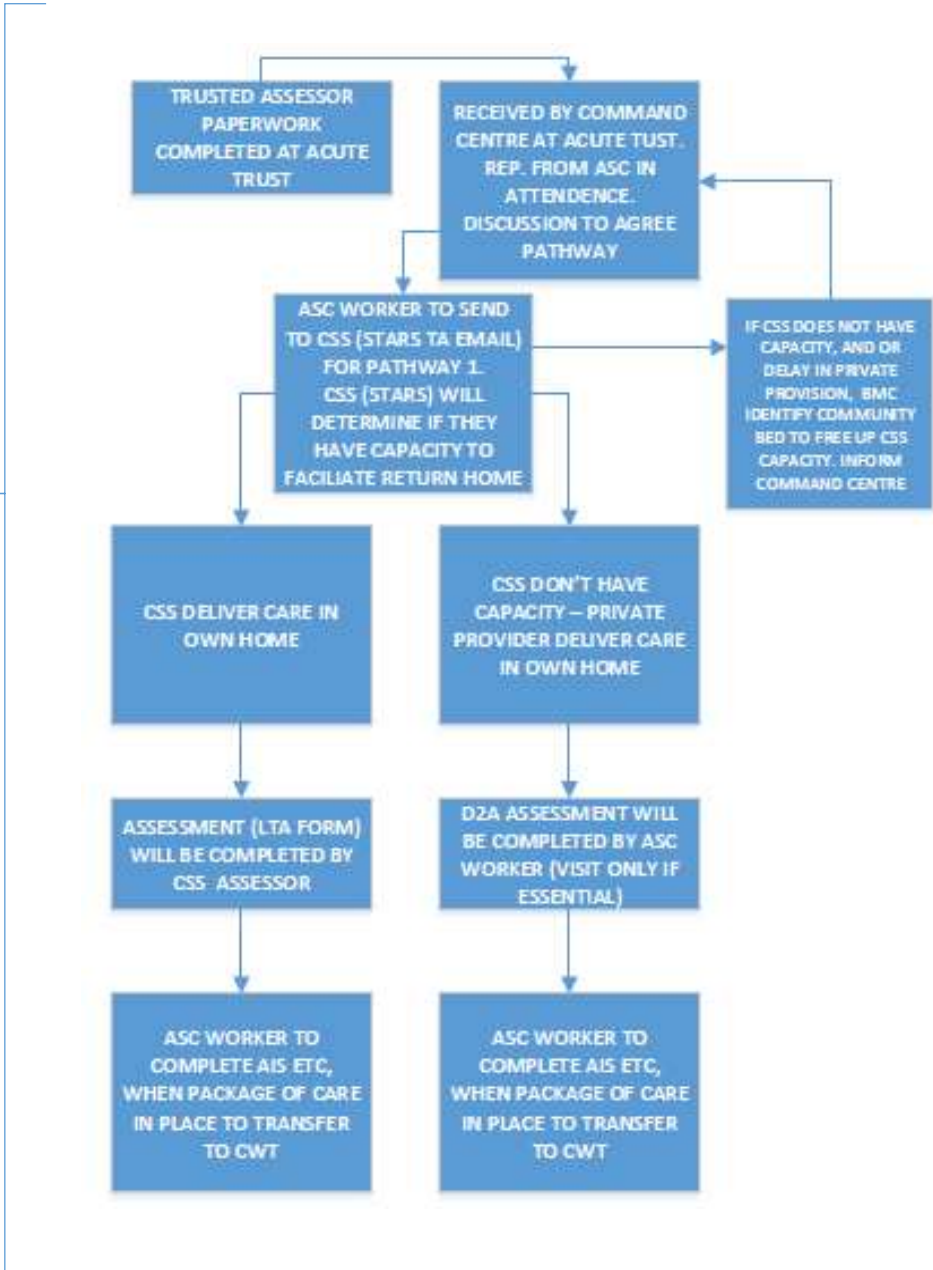 TRUSTED ASSESSOR
PAPERWORK
COMPLETED AT ACUTE
TRUST
RECEIVED BY COMMAND
CENTRE AT ACUTE TUST.
REP. FROM ASC IN
ATTENDENCE.
DISCUSSION TO AGREE
PATHWAY
ASC WORKER TO SEND
TO CSS (STARS TA EMAIL)
FOR PATHWAY 1.
CSS (STARS) WILL
DETERMINE IF THEY
HAVE CAPACITY TO
FACILIATE RETURN HOME
IF CSS DOES NOT HAVE
CAPACITY, AND OR
DELAY IN PRIVATE
PROVISION, BMC
IDENTIFY COMMUNITY
BED TO FREE UP CSS
CAPACITY. INFORM
COMMAND CENTRE
CSS DELIVER CARE IN
OWN HOME
CSS DON'T HAVE
CAPACITY – PRIVATE
PROVIDER DELIVER CARE
IN OWN HOME
ASSESSMENT (LTA FORM)
WILL BE COMPLETED BY
CSS ASSESSOR
D2A ASSESSMENT WILL
BE COMPLETED BY ASC
WORKER (VISIT ONLY IF
ESSENTIAL)
ASC WORKER TO
COMPLETE AIS ETC,
WHEN PACKAGE OF CARE
IN PLACE TO TRANSFER
TO CWT
ASC WORKER TO
COMPLETE AIS ETC,
WHEN PACKAGE OF CARE
IN PLACE TO TRANSFER
TO CWT